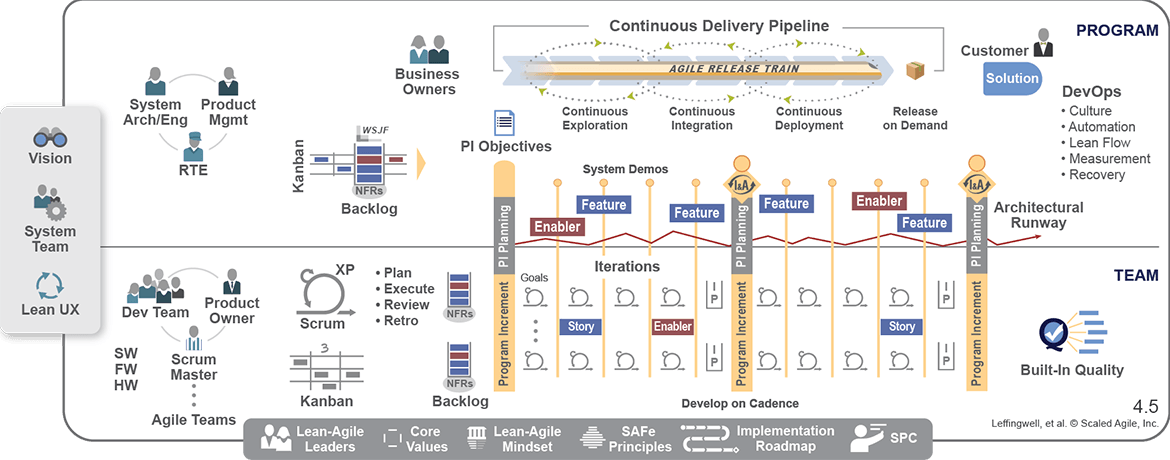 Continuous Delivery Pipeline
PROGRAM
Customer
Business
Owners
AGILE RELEASE TRAIN
Solution
System
Arch/Eng
Product
Mgmt
RTE
DevOps
• Culture
• Automation
• Lean Flow
• Measurement
• Recovery
Continuous
Exploration
Continuous
Integration
Continuous
Deployment
Release
on Demand
Vision
System
Team
Lean UX
Kanban
WSJF
NFRs
Backlog
PI Objectives
System Demos
I&A
I&A
Enabler
Feature
Feature
Feature
Enabler
Feature
Architectural
Runway
PI Planning
PI Planning
PI Planning
TEAM
Dev Team
Product
Owner
Scrum
Master
SW
FW
HW
Agile Teams
XP
Scrum
• Plan
• Execute
• Review
• Retro
3
Kanban
NFRs
NFRs
Backlog
Goals
Iterations
Program Increment
Program Increment
Program Increment
Story
Enabler
Story
I P
I P
I P
I P
Develop on Cadence
Built-In Quality
4.5
Leffingwell, et al. © Scaled Agile, Inc.
Lean-Agile
Leaders
Core
Values
Lean-Agile
Mindset
SAFe
Principles
Implementation
Roadmap
SPC